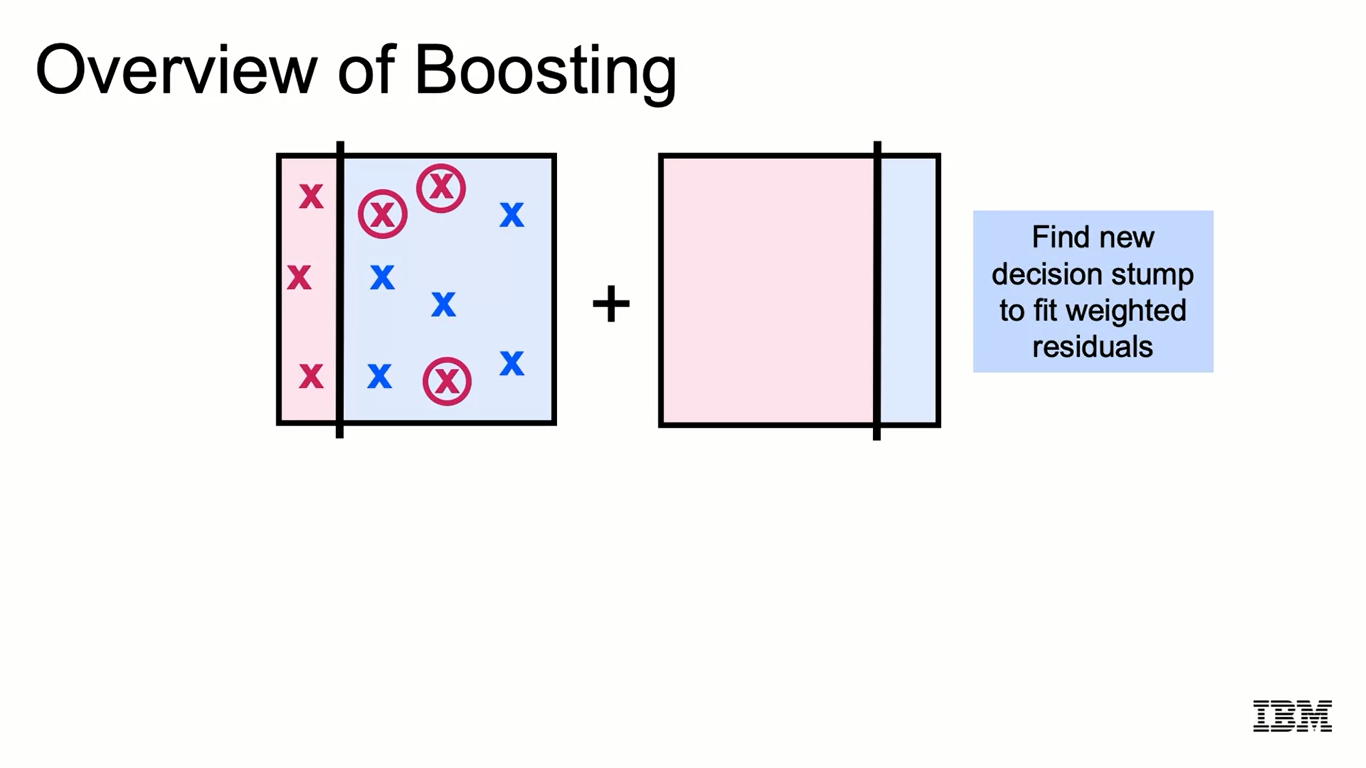 Overview of Boosting
x x x x
x x x
x x x x
+
Find new
decision stump
to fit weighted
residuals
IBM